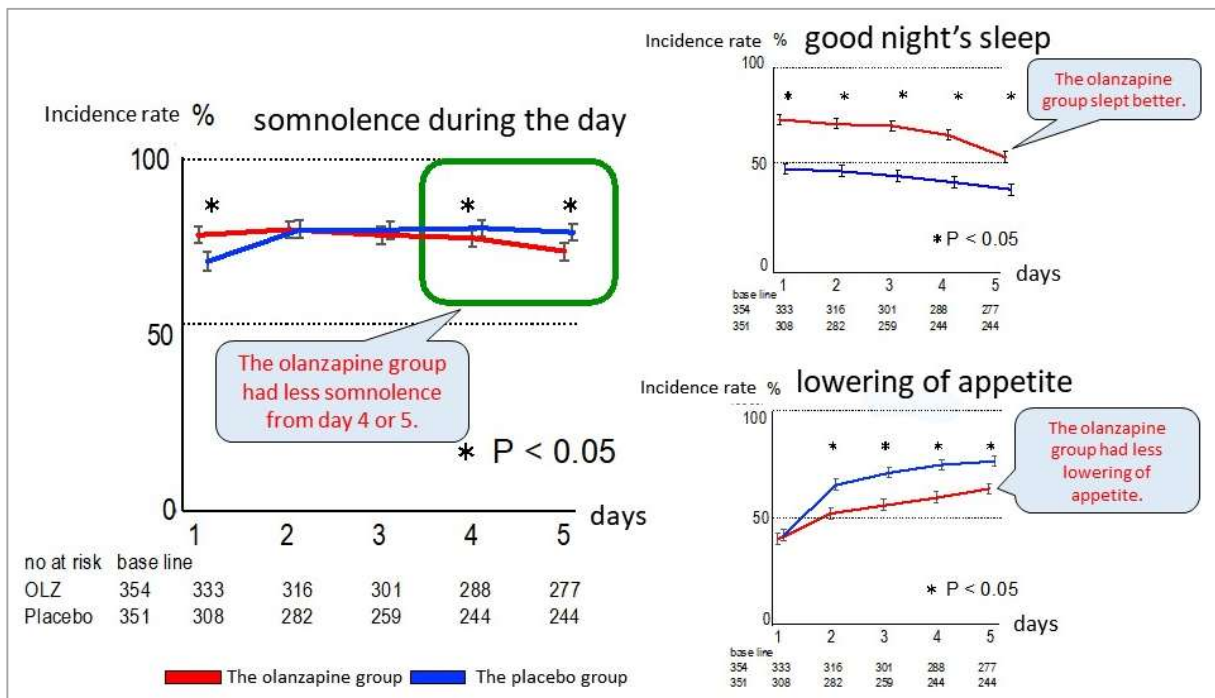 Incidence rate %
somnolence during the day
100
* * *
50
The olanzapine group
had less somnolence
from day 4 or 5.
* P < 0.05
0
1 2 3 4 5 days
no at risk base line
OLZ 354 333 316 301 288 277
Placebo 351 308 282 259 244 244
The olanzapine group The placebo group
Incidence rate % good night's sleep
100
The olanzapine
group slept better.
* * * * *
50
* P < 0.05
0
1 2 3 4 5 days
base line
354 333 316 301 288 277
351 308 282 259 244 244
Incidence rate % lowering of appetite
100
The olanzapine
group had less
lowering of
appetite.
* * * *
50
* P < 0.05
0
1 2 3 4 5 days
354 333 316 301 288 277
351 308 282 259 244 244